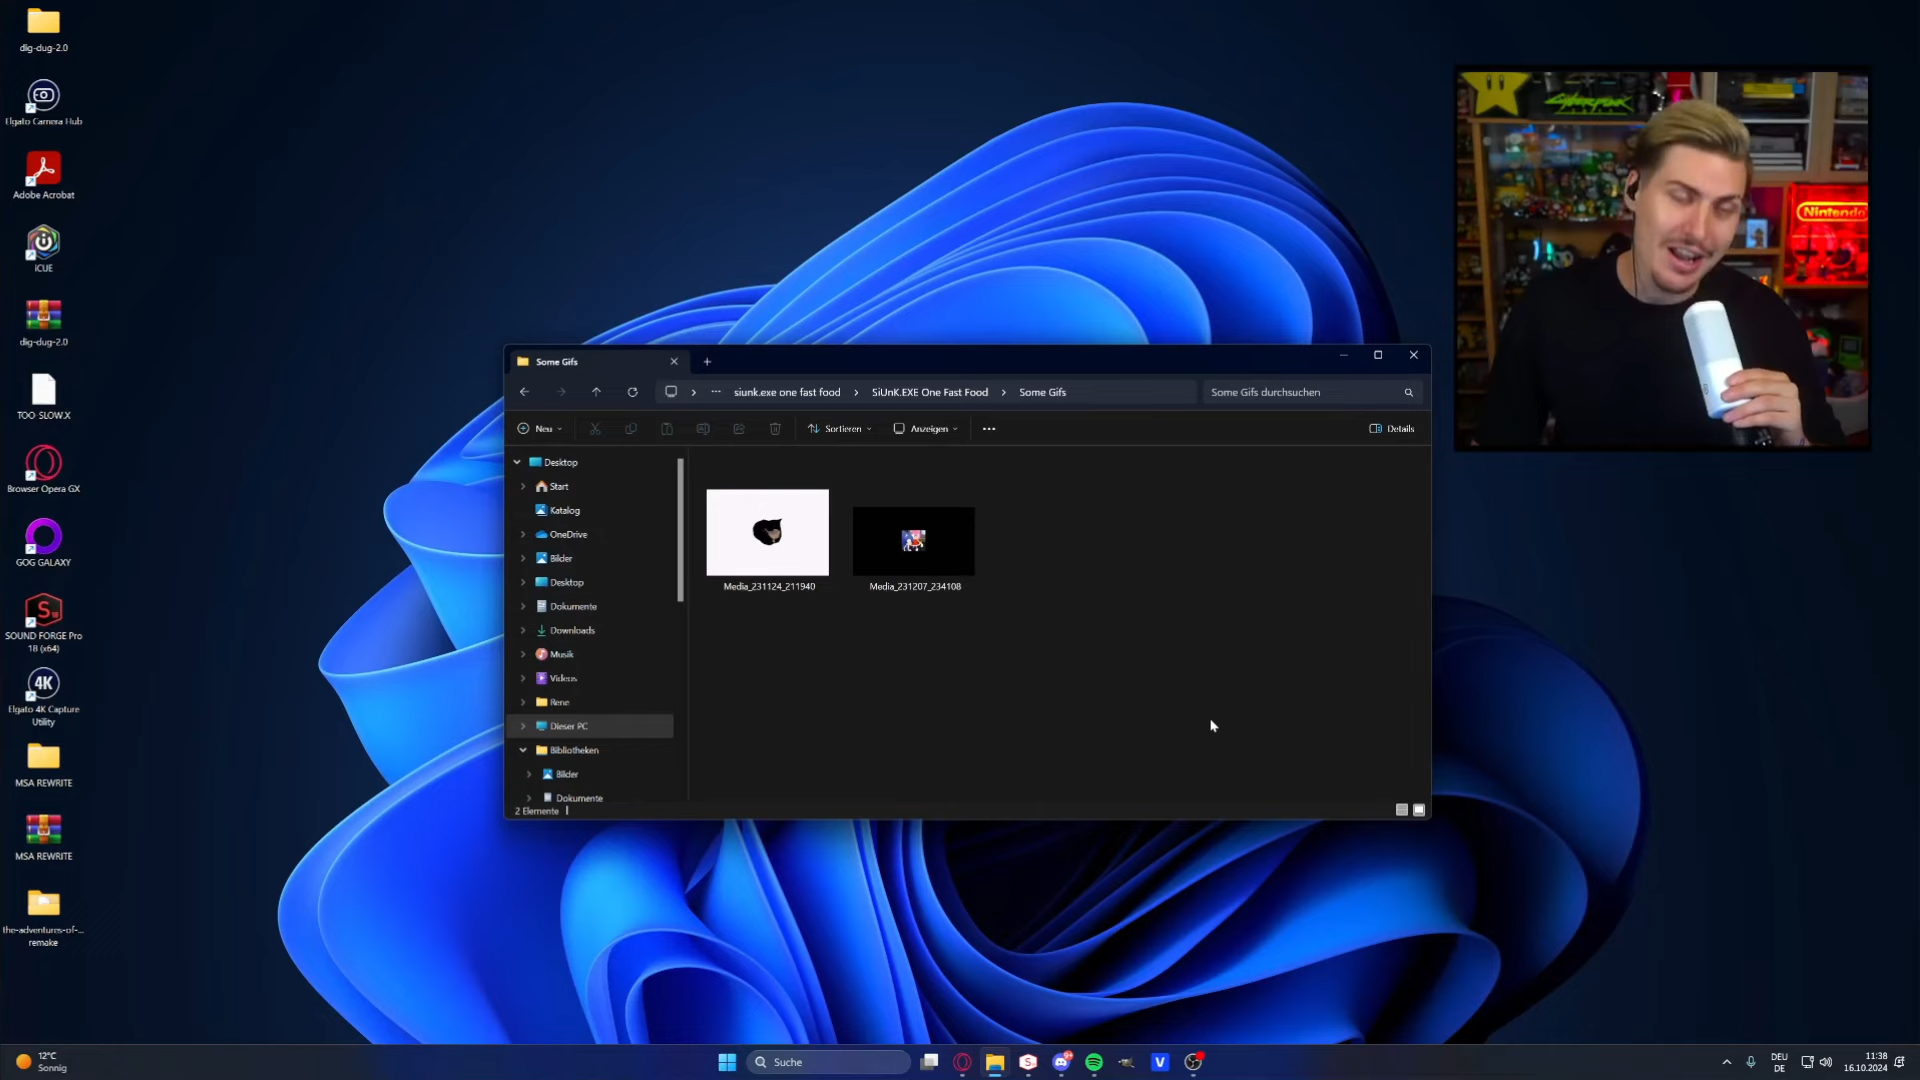 dig-dug-2.0
Elgato Camera Hub
Adobe Acrobat
iCUE
dig-dug-2.0
TOO-SLOW.X
Browser Opera GX
GOG GALAXY
SOUND FORGE Pro
18 (x64)
4K
Elgato 4K Capture
Utility
MSA REWRITE
MSA REWRITE
the-adventures-of-...
remake
Some Gifs
siunk.exe one fast food
SiUnK.EXE One Fast Food
Some Gifs
Some Gifs durchsuchen
Neu
Sortieren
Anzeigen
Details
Desktop
Start
Katalog
OneDrive
Bilder
Desktop
Dokumente
Downloads
Musik
Videos
Rene
Dieser PC
Bibliotheken
Bilder
Dokumente
Media_231124_211940
Media_231207_234108
2 Elemente
CYBERPUNK
Nintendo
12°C
Sonnig
Suche
9+
DEU
DE
11:38
16.10.2024